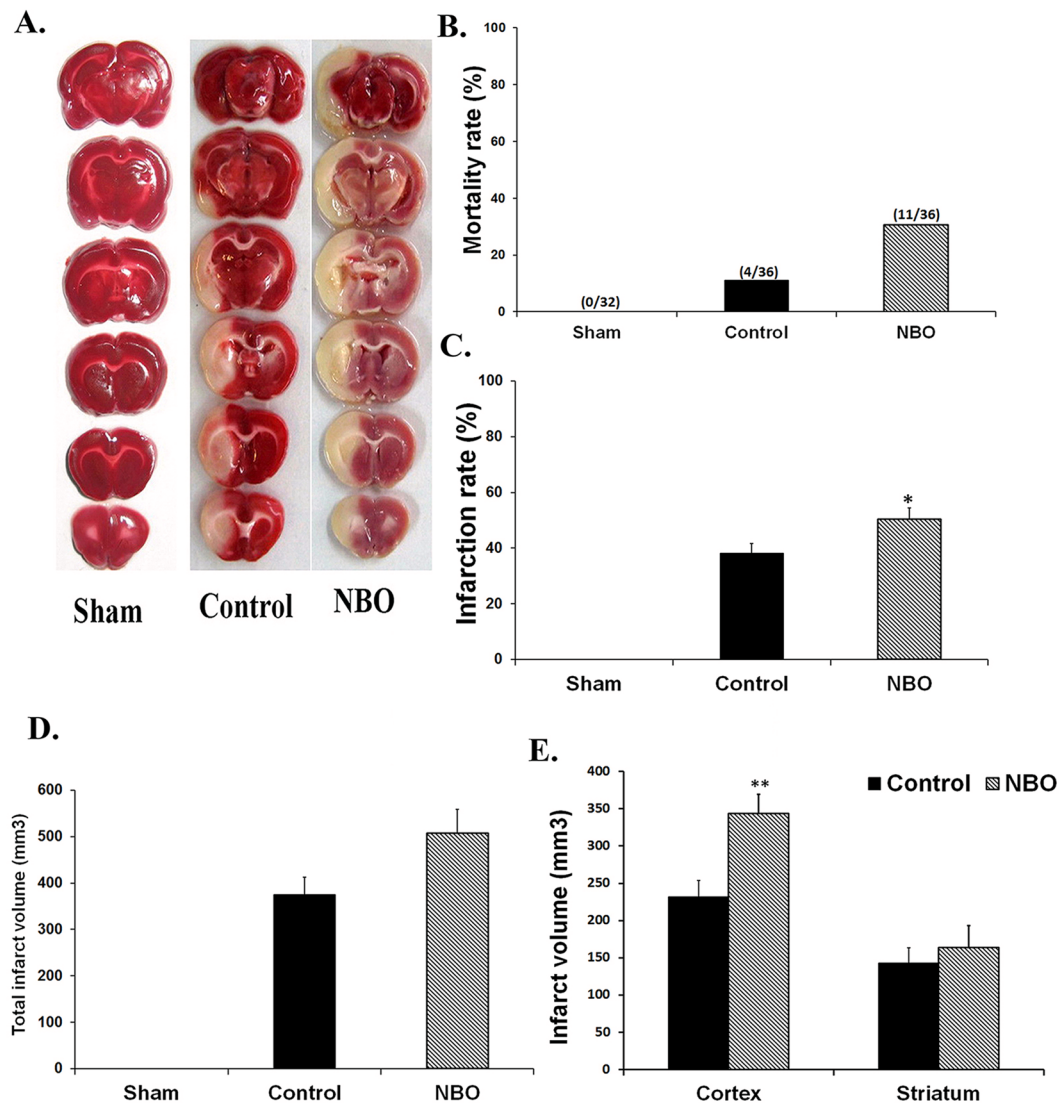 A.
Sham
Control
NBO
B.
Mortality rate (%)
100
80
60
40
20
0
(0/32)
(4/36)
(11/36)
Sham
Control
NBO
C.
Infarction rate (%)
100
80
60
40
20
0
*
Sham
Control
NBO
D.
Total infarct volume (mm3)
600
500
400
300
200
100
0
Sham
Control
NBO
E.
Infarct volume (mm3)
400
350
300
250
200
150
100
50
0
**
Control
NBO
Cortex
Striatum